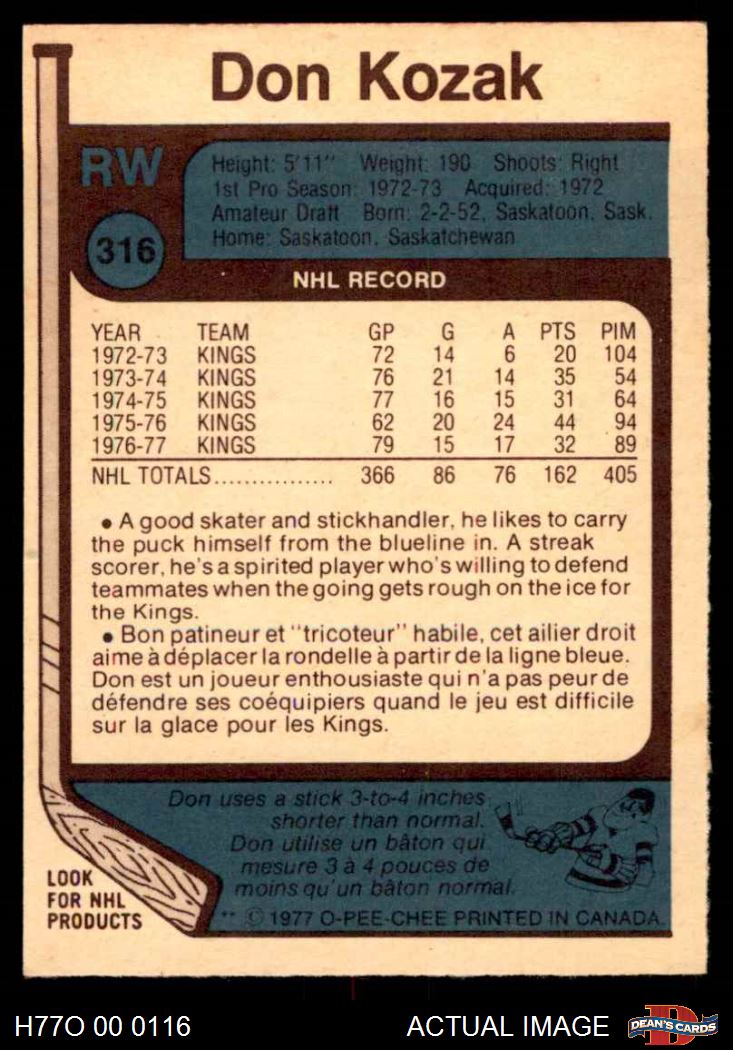 Don Kozak
RW
316
Height: 5'11" Weight: 190 Shoots: Right
1st Pro Season: 1972-73 Acquired: 1972
Amateur Draft Born: 2-2-52, Saskatoon, Sask.
Home: Saskatoon, Saskatchewan
NHL RECORD
YEAR TEAM GP G A PTS PIM
1972-73 KINGS 72 14 6 20 104
1973-74 KINGS 76 21 14 35 54
1974-75 KINGS 77 16 15 31 64
1975-76 KINGS 62 20 24 44 94
1976-77 KINGS 79 15 17 32 89
NHL TOTALS................ 366 86 76 162 405
• A good skater and stickhandler, he likes to carry
the puck himself from the blueline in. A streak
scorer, he's a spirited player who's willing to defend
teammates when the going gets rough on the ice for
the Kings.
• Bon patineur et "tricoteur" habile, cet ailier droit
aime à déplacer la rondelle à partir de la ligne bleue.
Don est un joueur enthousiaste qui n'a pas peur de
défendre ses coéquipiers quand le jeu est difficile
sur la glace pour les Kings.
Don uses a stick 3-to-4 inches
shorter than normal.
Don utilise un bâton qui
mesure 3 à 4 pouces de
moins qu'un bâton normal.
LOOK
FOR NHL
PRODUCTS
** © 1977 O-PEE-CHEE PRINTED IN CANADA.
H77O 00 0116
ACTUAL IMAGE
D
DEAN'S CARDS